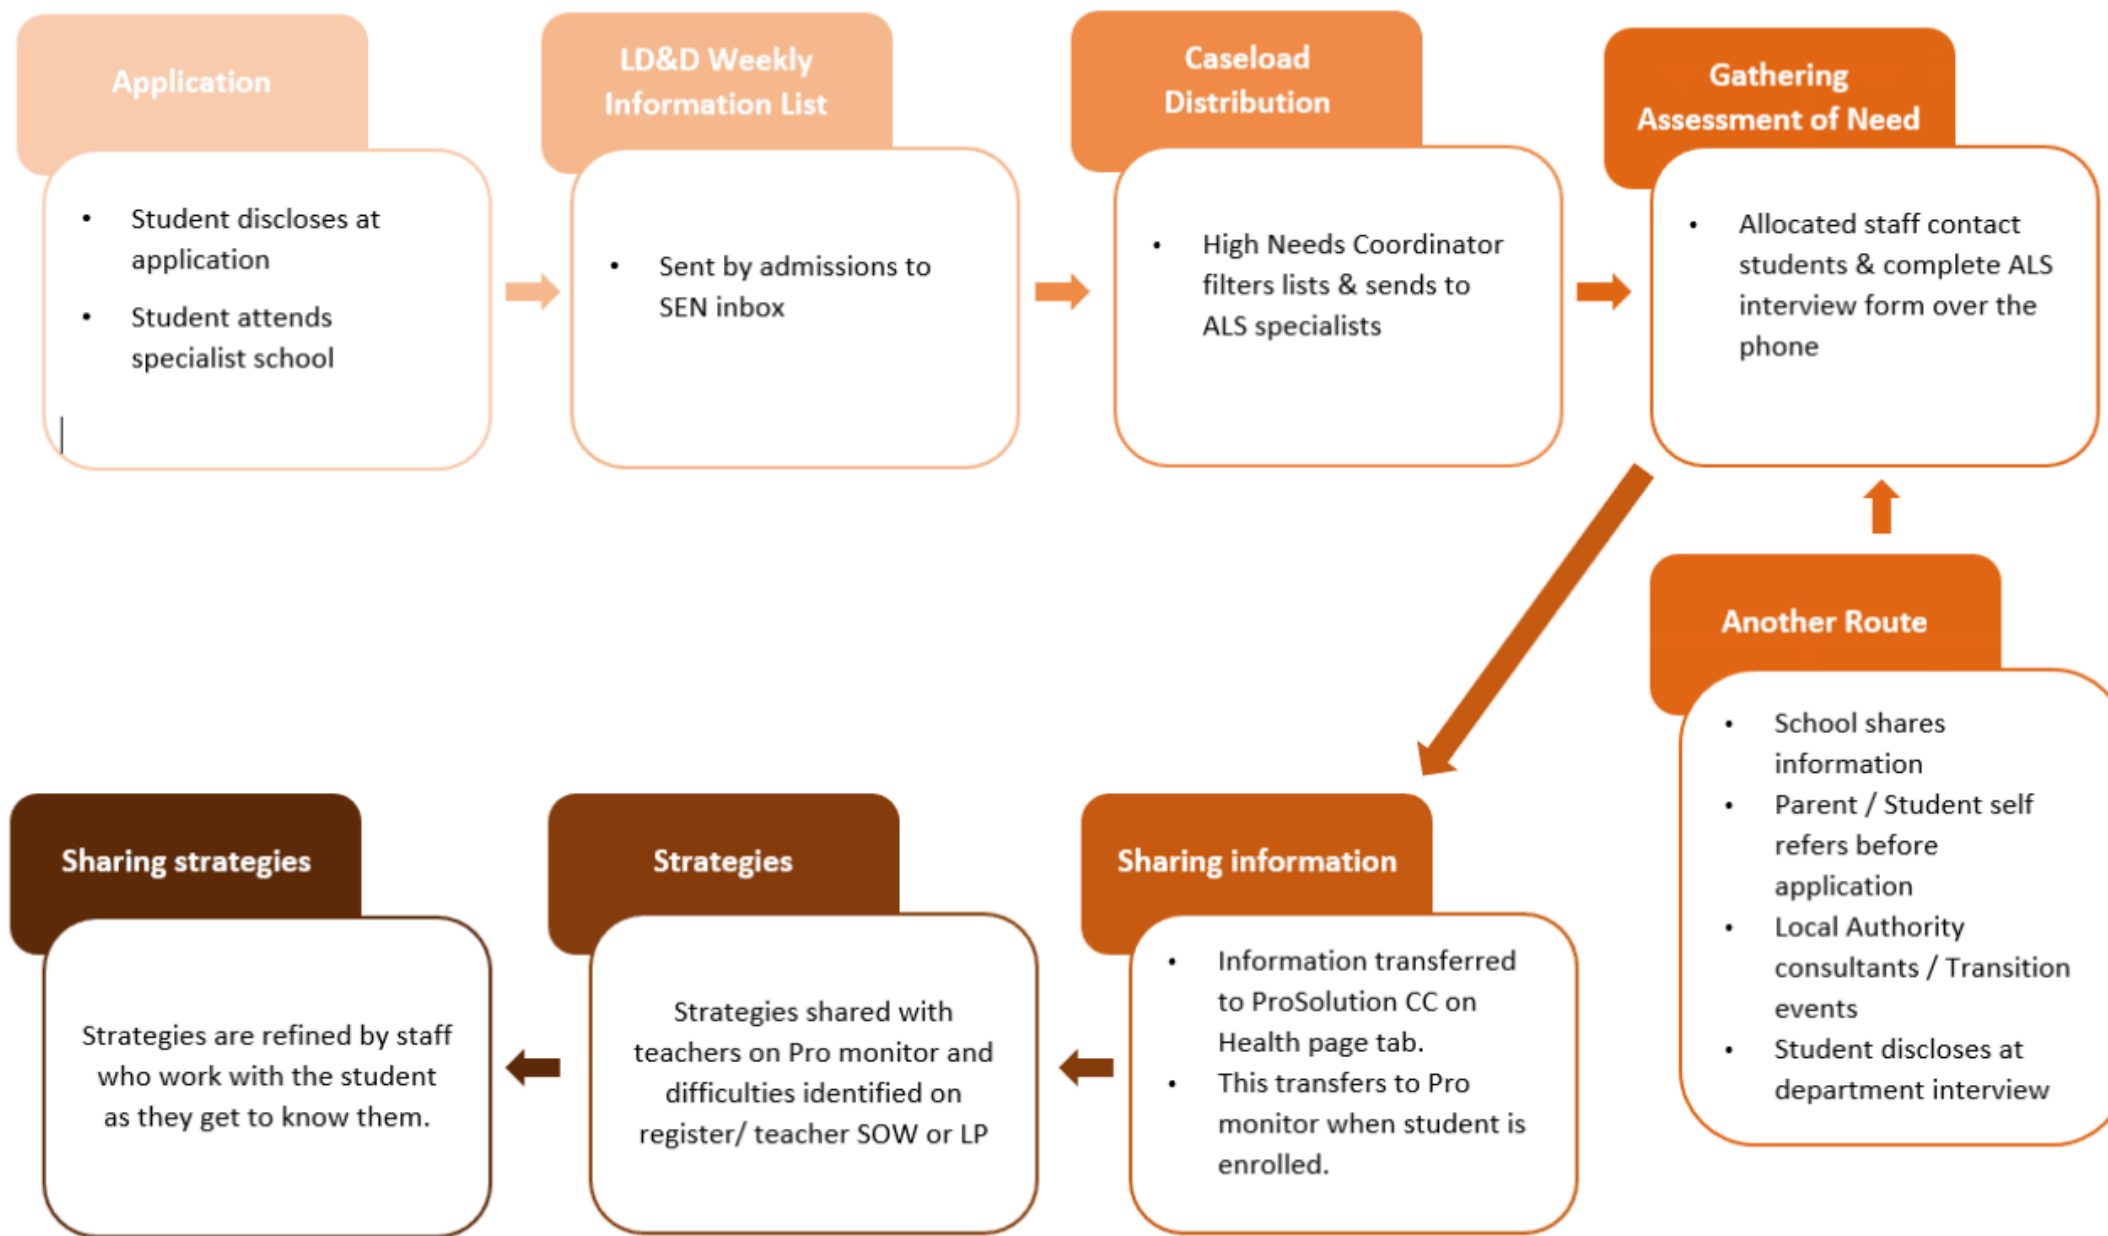 Application
• Student discloses at
application
• Student attends
specialist school
LD&D Weekly
Information List
• Sent by admissions to
SEN inbox
Caseload
Distribution
• High Needs Coordinator
filters lists & sends to
ALS specialists
Gathering
Assessment of Need
• Allocated staff contact
students & complete ALS
interview form over the
phone
Another Route
• School shares
information
• Parent / Student self
refers before
application
• Local Authority
consultants / Transition
events
• Student discloses at
department interview
Sharing information
• Information transferred
to ProSolution CC on
Health page tab.
• This transfers to Pro
monitor when student is
enrolled.
Strategies
Strategies shared with
teachers on Pro monitor and
difficulties identified on
register/ teacher SOW or LP
Sharing strategies
Strategies are refined by staff
who work with the student
as they get to know them.